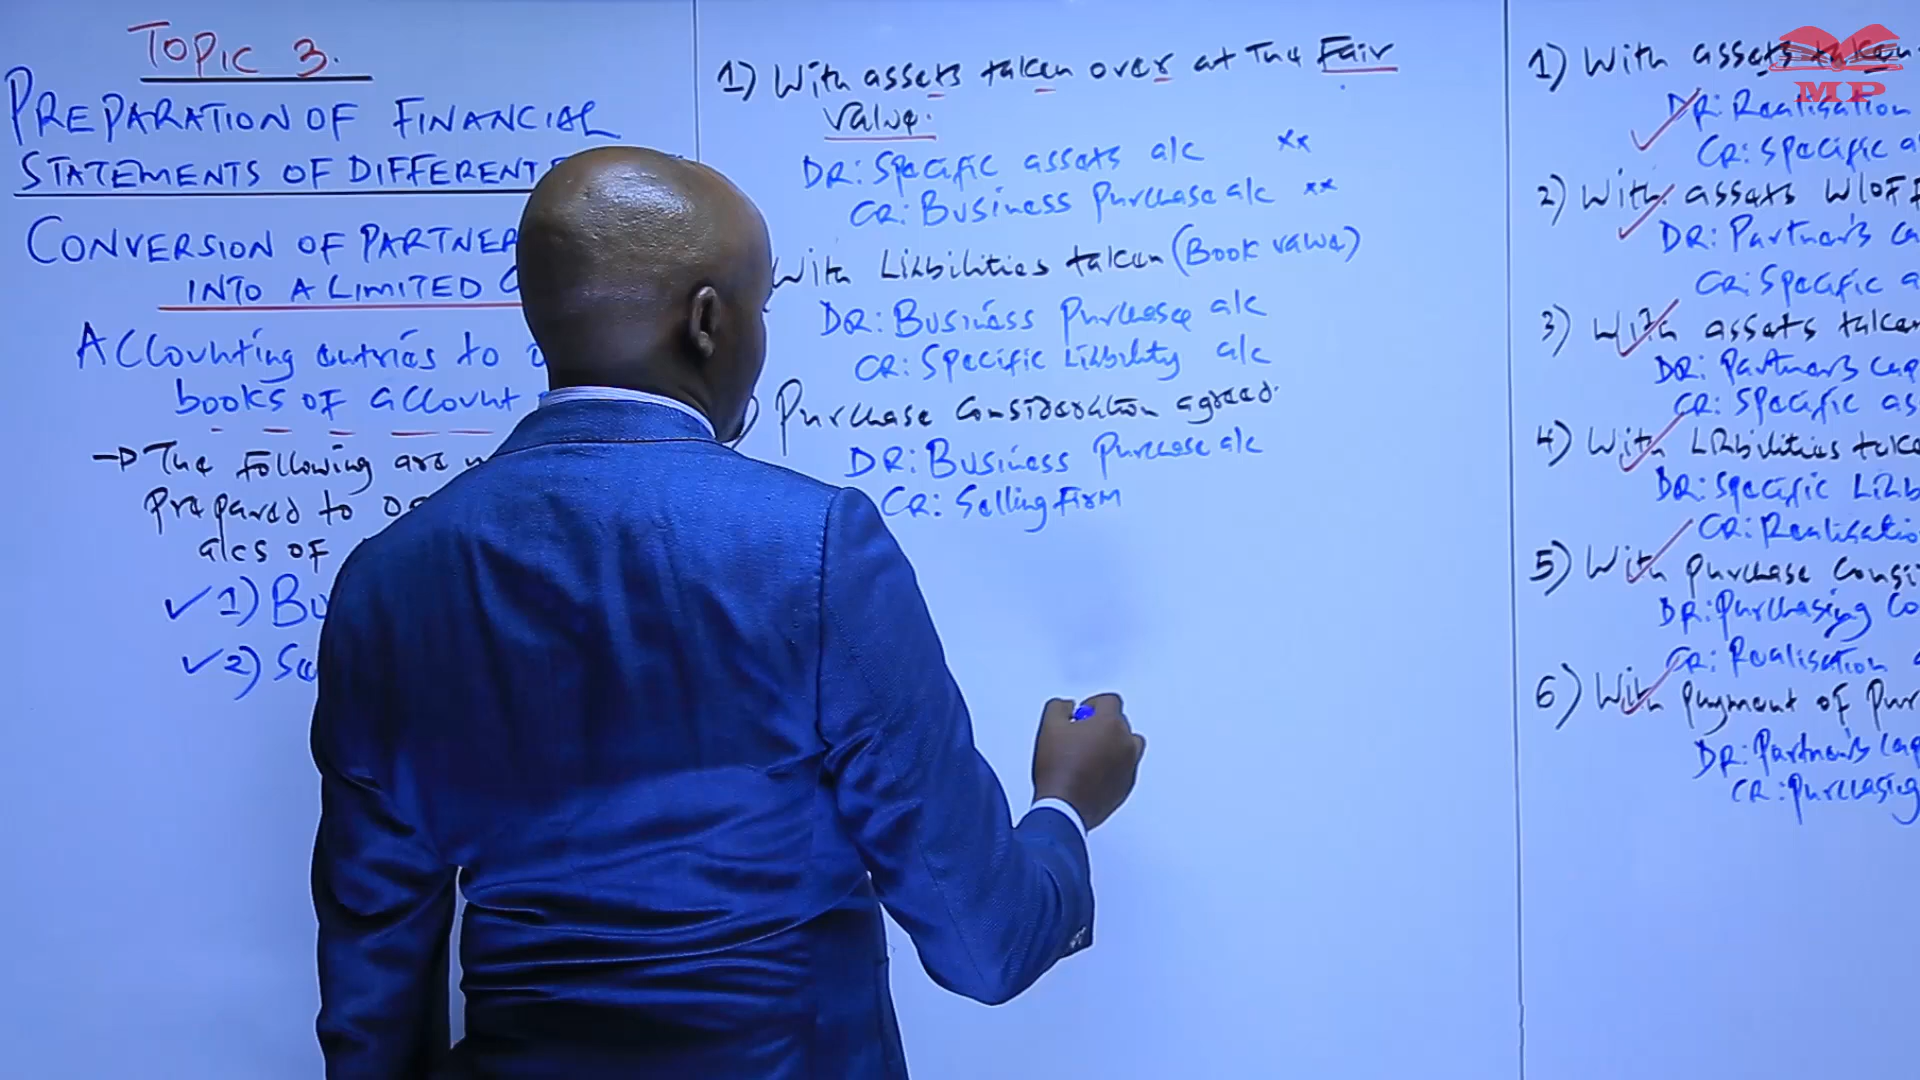 TOPIC 3.
PREPARATION OF FINANCIAL
STATEMENTS OF DIFFERENT
CONVERSION OF PARTNER
INTO A LIMITED
Accounting entries to
books of account
→ The following are
prepared to
a/cs of
✓ 1)
✓ 2)
1) With assets taken over at the Fair
Value.
DR: Specific assets a/c **
CR: Business Purchase a/c **
With Liabilities taken (Book value)
DR: Business Purchase a/c
CR: Specific Liability a/c
Purchase Consideration agreed.
DR: Business Purchase a/c
CR: Selling Firm
1) With assets taken
DR: Realisation
CR: Specific a
2) With assets w/off
DR: Partner's ca
CR: Specific a
3) With assets taken
DR: Partner's cap
CR: Specific as
4) With Liabilities take
DR: Specific Liab
CR: Realisatio
5) With purchase consi
DR: Purchasing Co
CR: Realisation a
6) With payment of pur
DR: Partner's cap
CR: Purchasing
MP